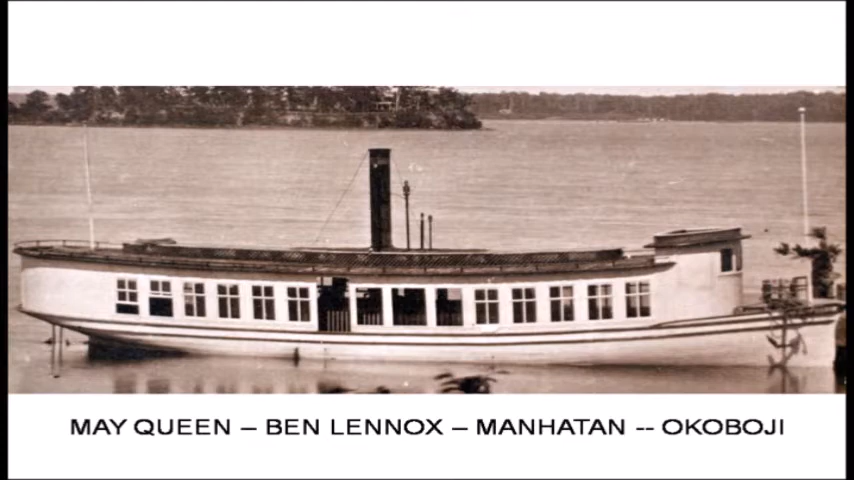 MAY QUEEN – BEN LENNOX – MANHATAN -- OKOBOJI